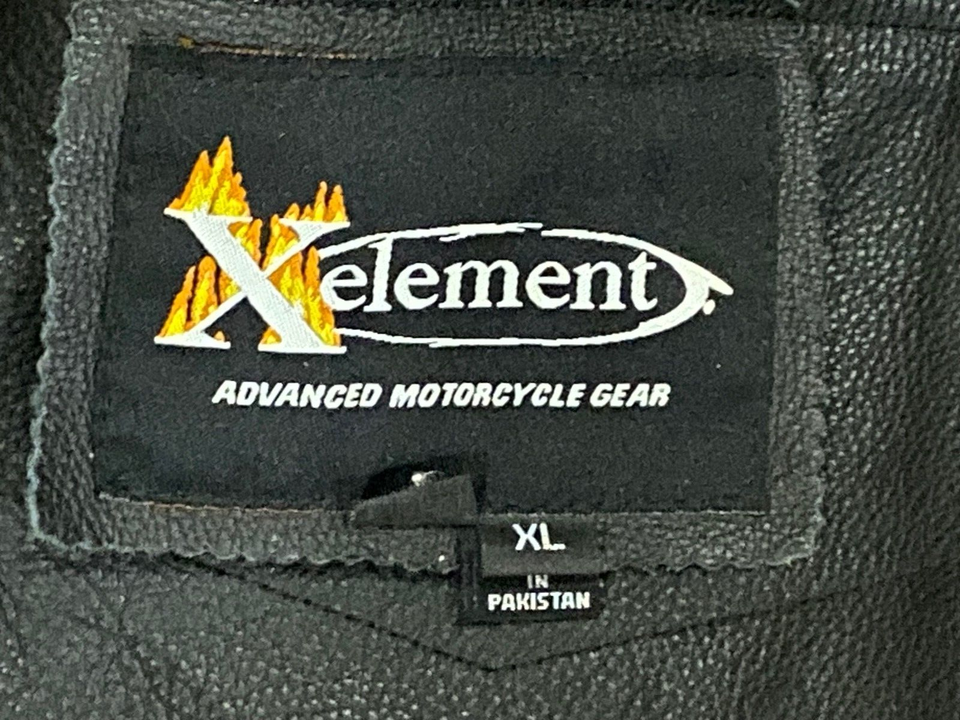 Xelement
ADVANCED MOTORCYCLE GEAR
XL
IN
PAKISTAN